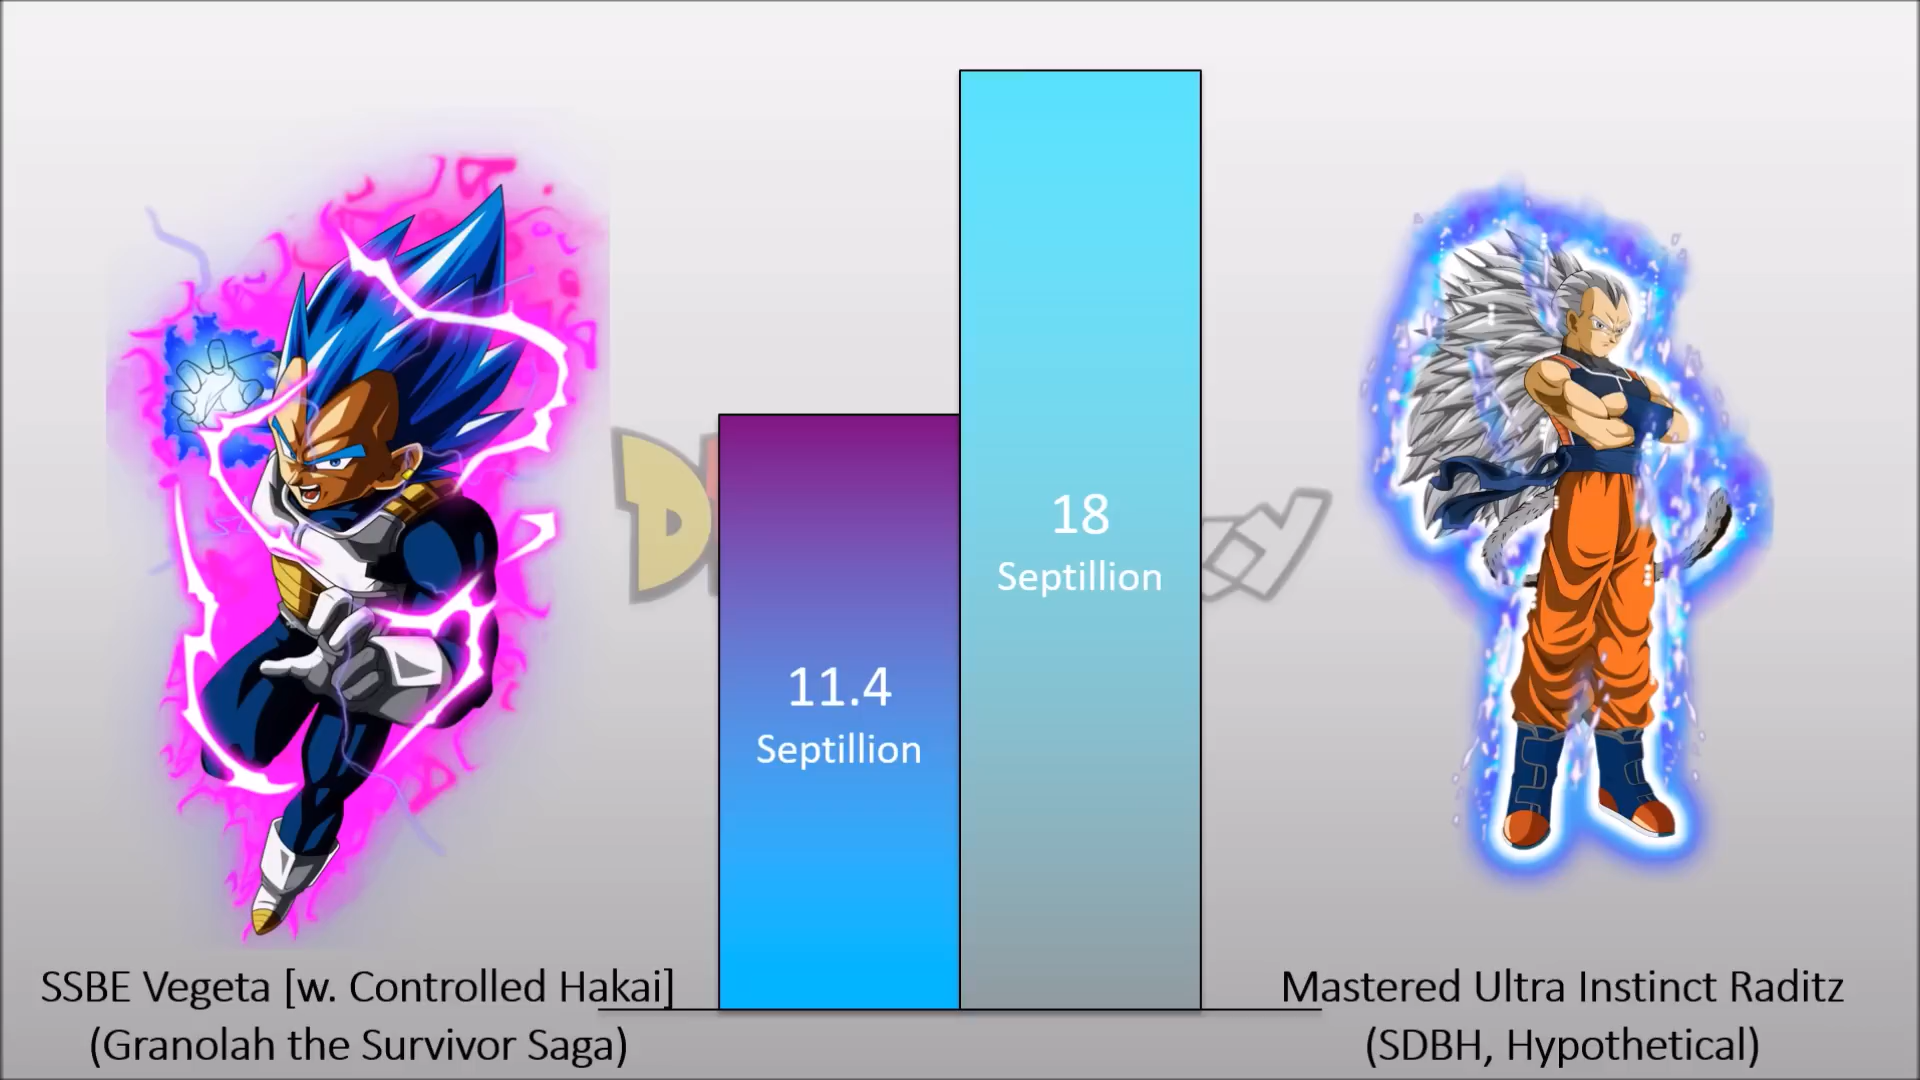 11.4
Septillion
18
Septillion
SSBE Vegeta [w. Controlled Hakai]
(Granolah the Survivor Saga)
Mastered Ultra Instinct Raditz
(SDBH, Hypothetical)